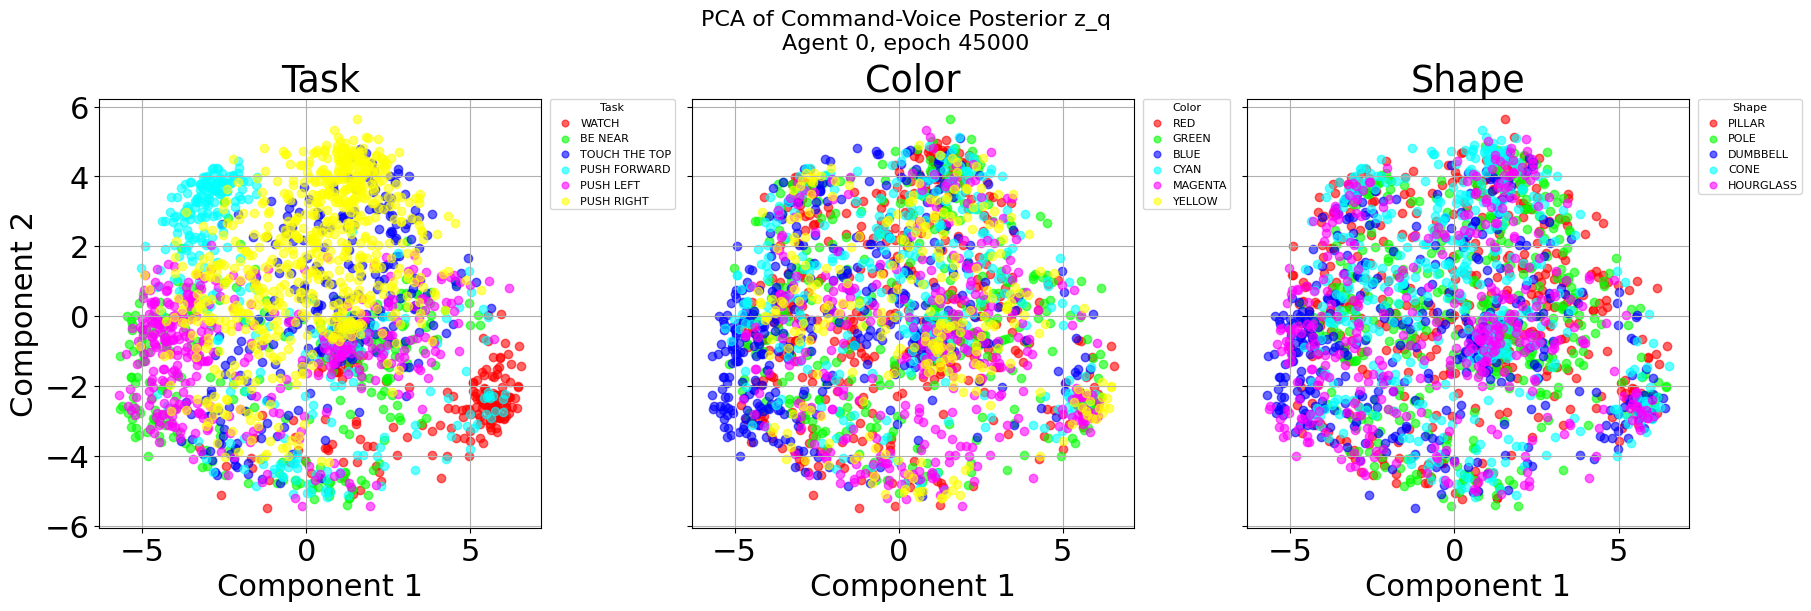 PCA of Command-Voice Posterior z_q
Agent 0, epoch 45000
Task
Color
Shape
Component 2
6
4
2
0
−2
−4
−6
−5 0 5
Component 1
Task
WATCH
BE NEAR
TOUCH THE TOP
PUSH FORWARD
PUSH LEFT
PUSH RIGHT
−5 0 5
Component 1
Color
RED
GREEN
BLUE
CYAN
MAGENTA
YELLOW
−5 0 5
Component 1
Shape
PILLAR
POLE
DUMBBELL
CONE
HOURGLASS